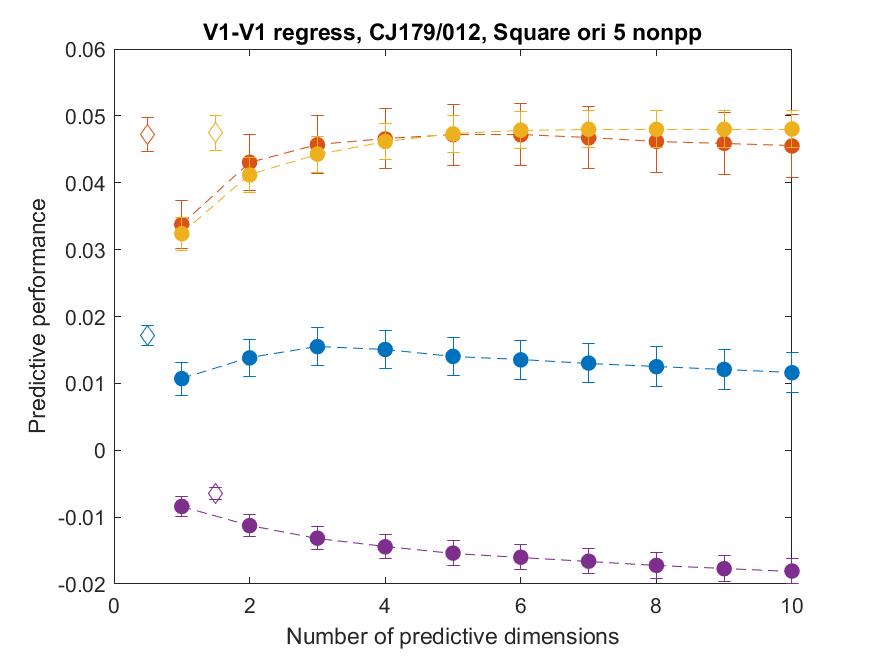 V1-V1 regress, CJ179/012, Square ori 5 nonpp
0.06
0.05
0.04
0.03
0.02
0.01
0
-0.01
-0.02
Predictive performance
0 2 4 6 8 10
Number of predictive dimensions